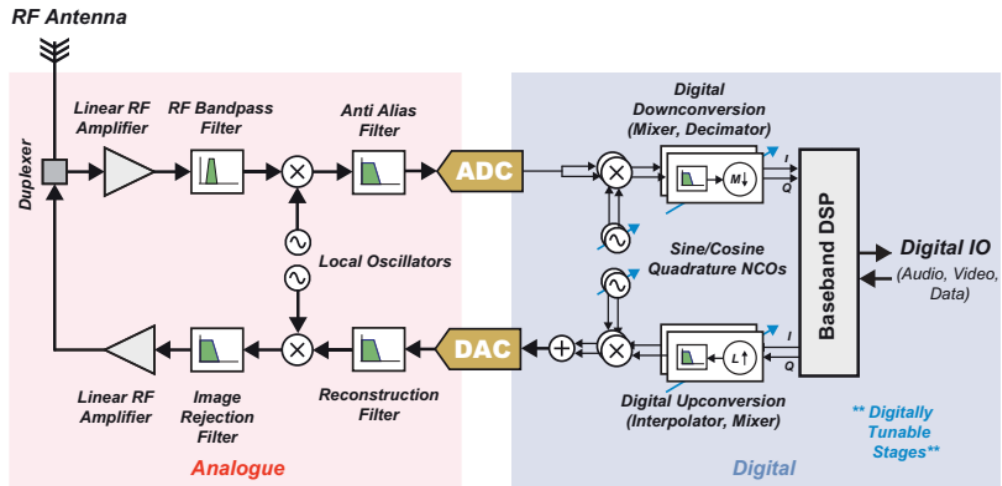 RF Antenna
Linear RF
Amplifier
RF Bandpass
Filter
Anti Alias
Filter
Digital
Downconversion
(Mixer, Decimator)
Duplexer
ADC
M↓
I
Q
Local Oscillators
Sine/Cosine
Quadrature NCOs
Baseband DSP
Digital IO
(Audio, Video,
Data)
DAC
L↑
I
Q
Linear RF
Amplifier
Image
Rejection
Filter
Reconstruction
Filter
Digital Upconversion
(Interpolator, Mixer)
** Digitally
Tunable
Stages**
Analogue
Digital